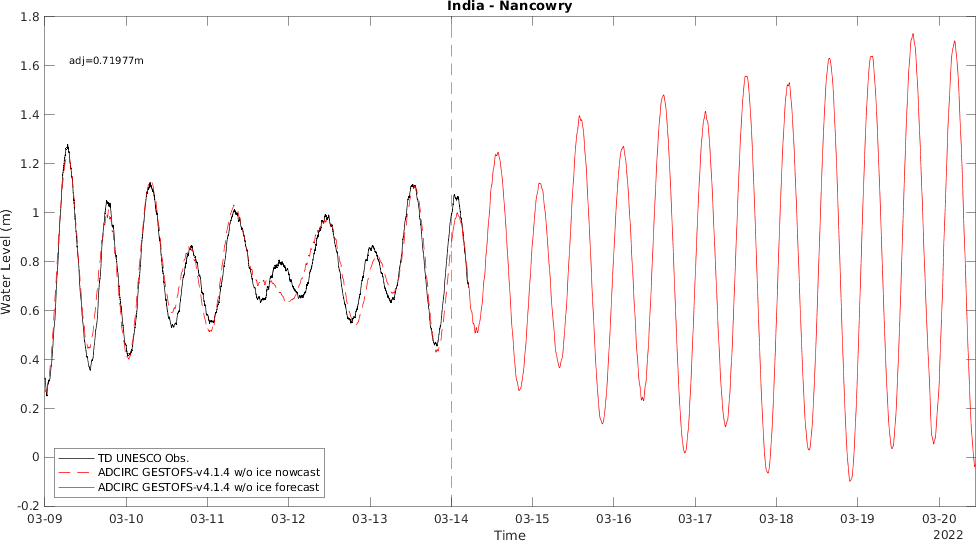 India - Nancowry
adj=0.71977m
Water Level (m)
1.8
1.6
1.4
1.2
1
0.8
0.6
0.4
0.2
0
-0.2
TD UNESCO Obs.
ADCIRC GESTOFS-v4.1.4 w/o ice nowcast
ADCIRC GESTOFS-v4.1.4 w/o ice forecast
03-09 03-10 03-11 03-12 03-13 03-14 03-15 03-16 03-17 03-18 03-19 03-20
Time
2022